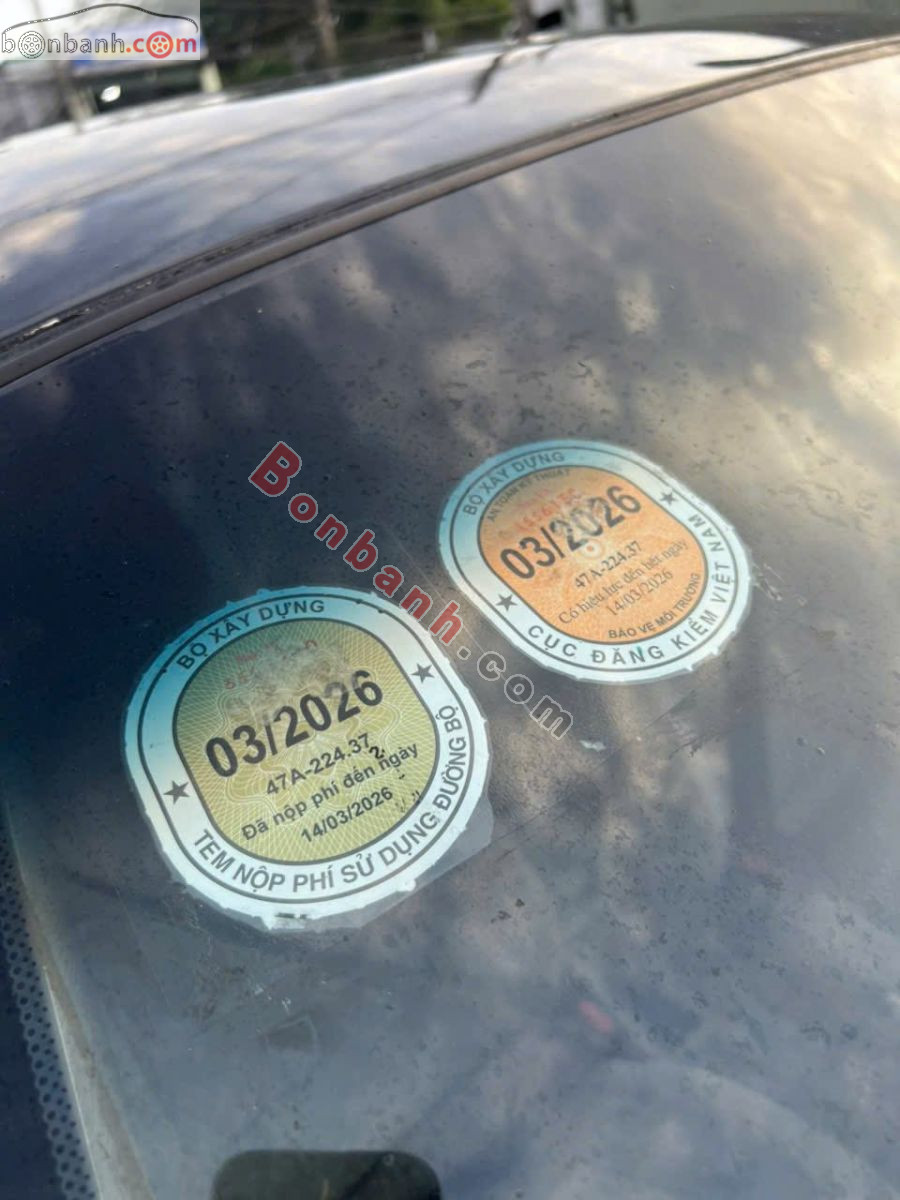 bonbanh.com
Bonbanh.com
BỘ XÂY DỰNG
AN TOÀN KỸ THUẬT
03/2026
47A-224.37
Có hiệu lực đến hết ngày
14/03/2026
BẢO VỆ MÔI TRƯỜNG
CỤC ĐĂNG KIỂM VIỆT NAM
BỘ XÂY DỰNG
03/2026
47A-224.37
Đã nộp phí đến ngày
14/03/2026
TEM NỘP PHÍ SỬ DỤNG ĐƯỜNG BỘ